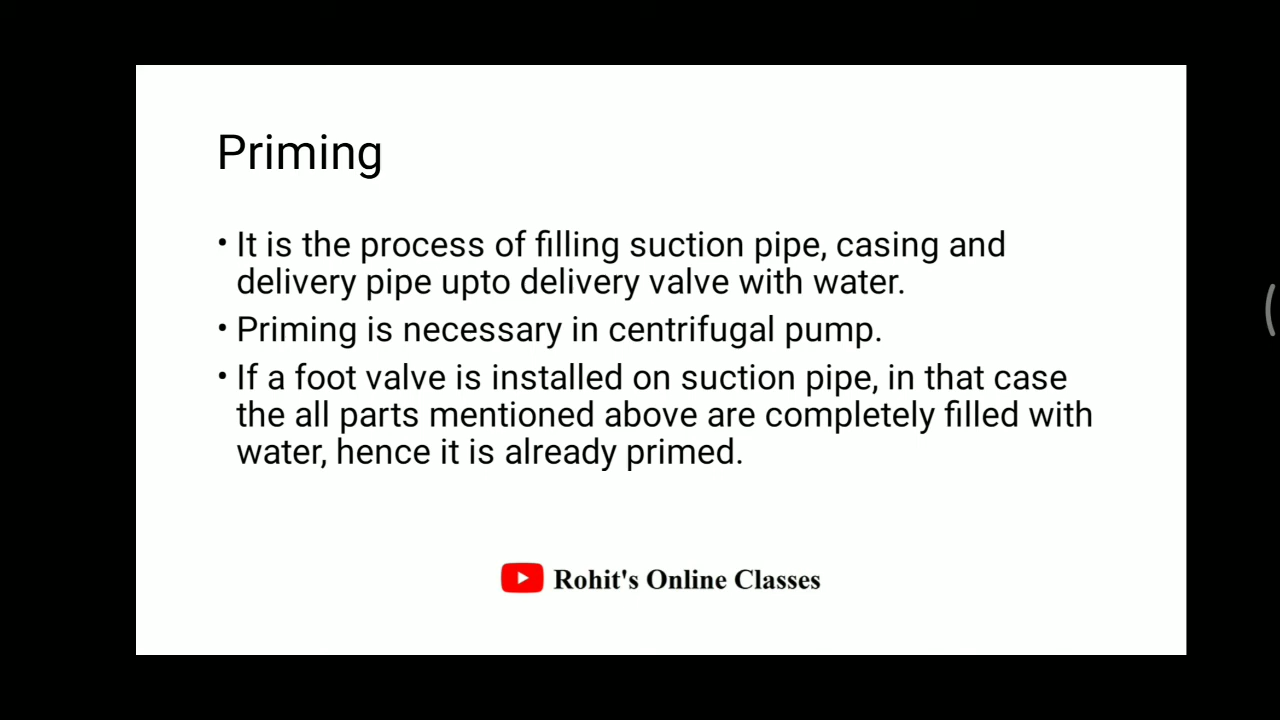 Priming
• It is the process of filling suction pipe, casing and
delivery pipe upto delivery valve with water.
• Priming is necessary in centrifugal pump.
• If a foot valve is installed on suction pipe, in that case
the all parts mentioned above are completely filled with
water, hence it is already primed.
Rohit's Online Classes